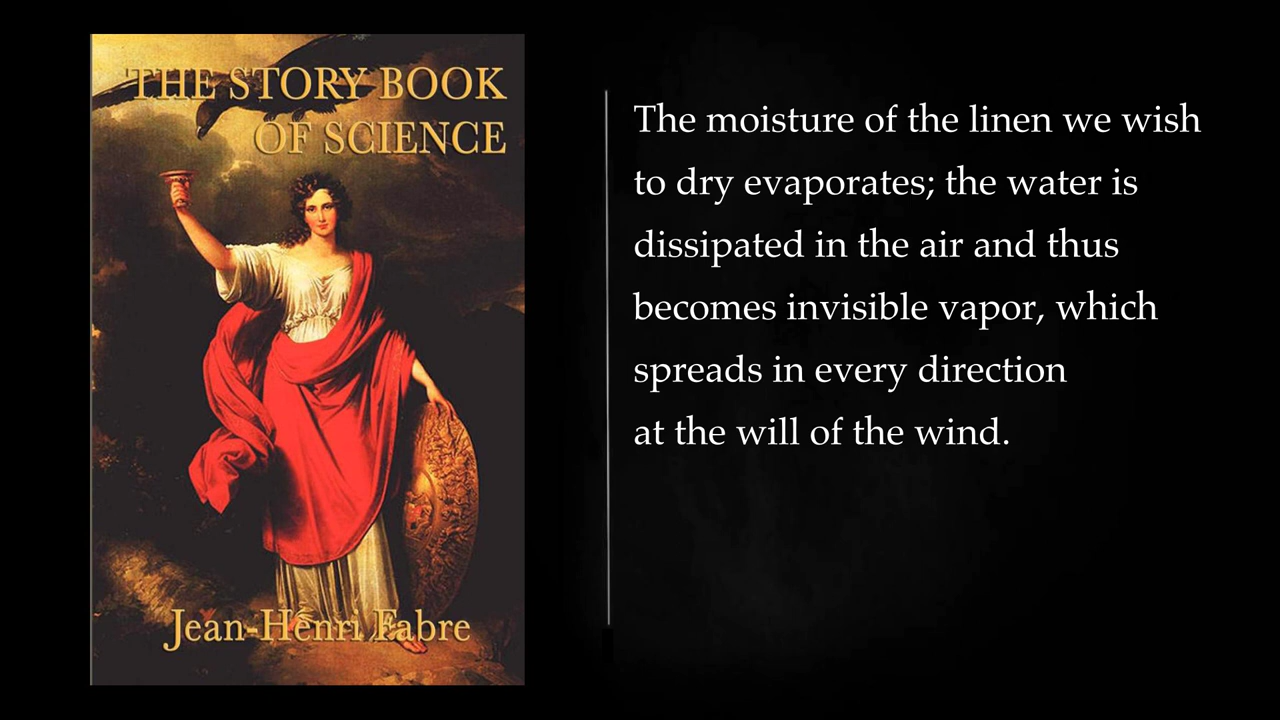 THE STORY BOOK
OF SCIENCE
Jean-Henri Fabre
The moisture of the linen we wish
to dry evaporates; the water is
dissipated in the air and thus
becomes invisible vapor, which
spreads in every direction
at the will of the wind.